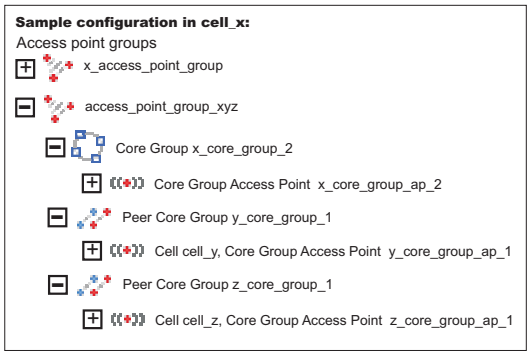 Sample configuration in cell_x:
Access point groups
x_access_point_group
access_point_group_xyz
Core Group x_core_group_2
Core Group Access Point x_core_group_ap_2
Peer Core Group y_core_group_1
Cell cell_y, Core Group Access Point y_core_group_ap_1
Peer Core Group z_core_group_1
Cell cell_z, Core Group Access Point z_core_group_ap_1